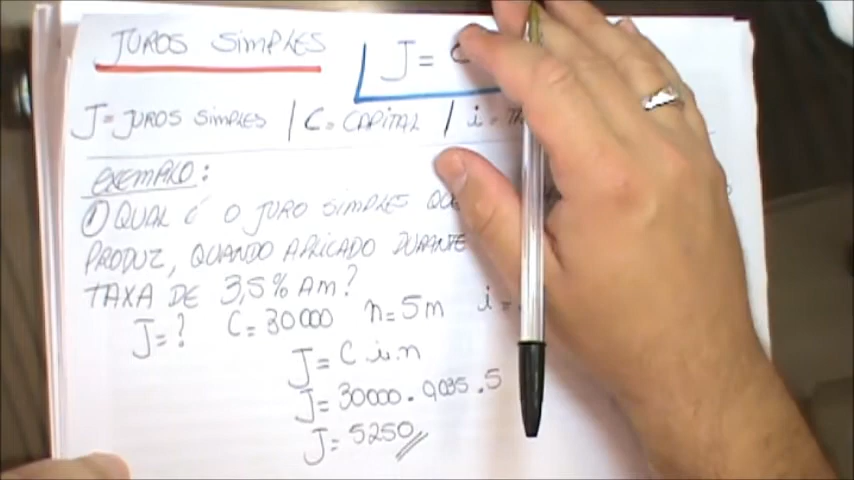 JUROS SIMPLES
J = C
J = JUROS SIMPLES | C = CAPITAL | i =
EXEMPLO:
① QUAL É O JURO SIMPLES QUE
PRODUZ, QUANDO APLICADO DURANTE
TAXA DE 3,5% AM?
J = ? C = 30000 n = 5m i =
J = C.i.n
J = 30000 . 0,035 . 5
J = 5250